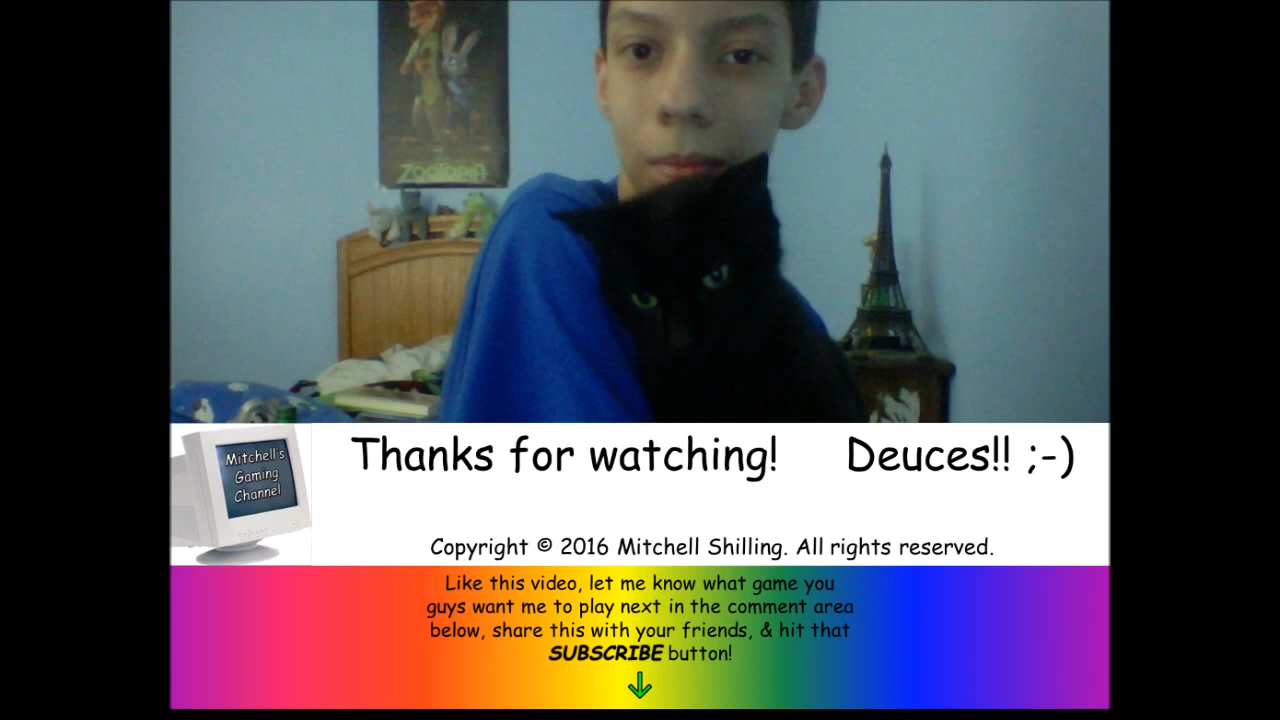 ZOOTOPIA
Thanks for watching! Deuces!! ;-)
Mitchell's
Gaming
Channel
Copyright © 2016 Mitchell Shilling. All rights reserved.
Like this video, let me know what game you
guys want me to play next in the comment area
below, share this with your friends, & hit that
SUBSCRIBE button!